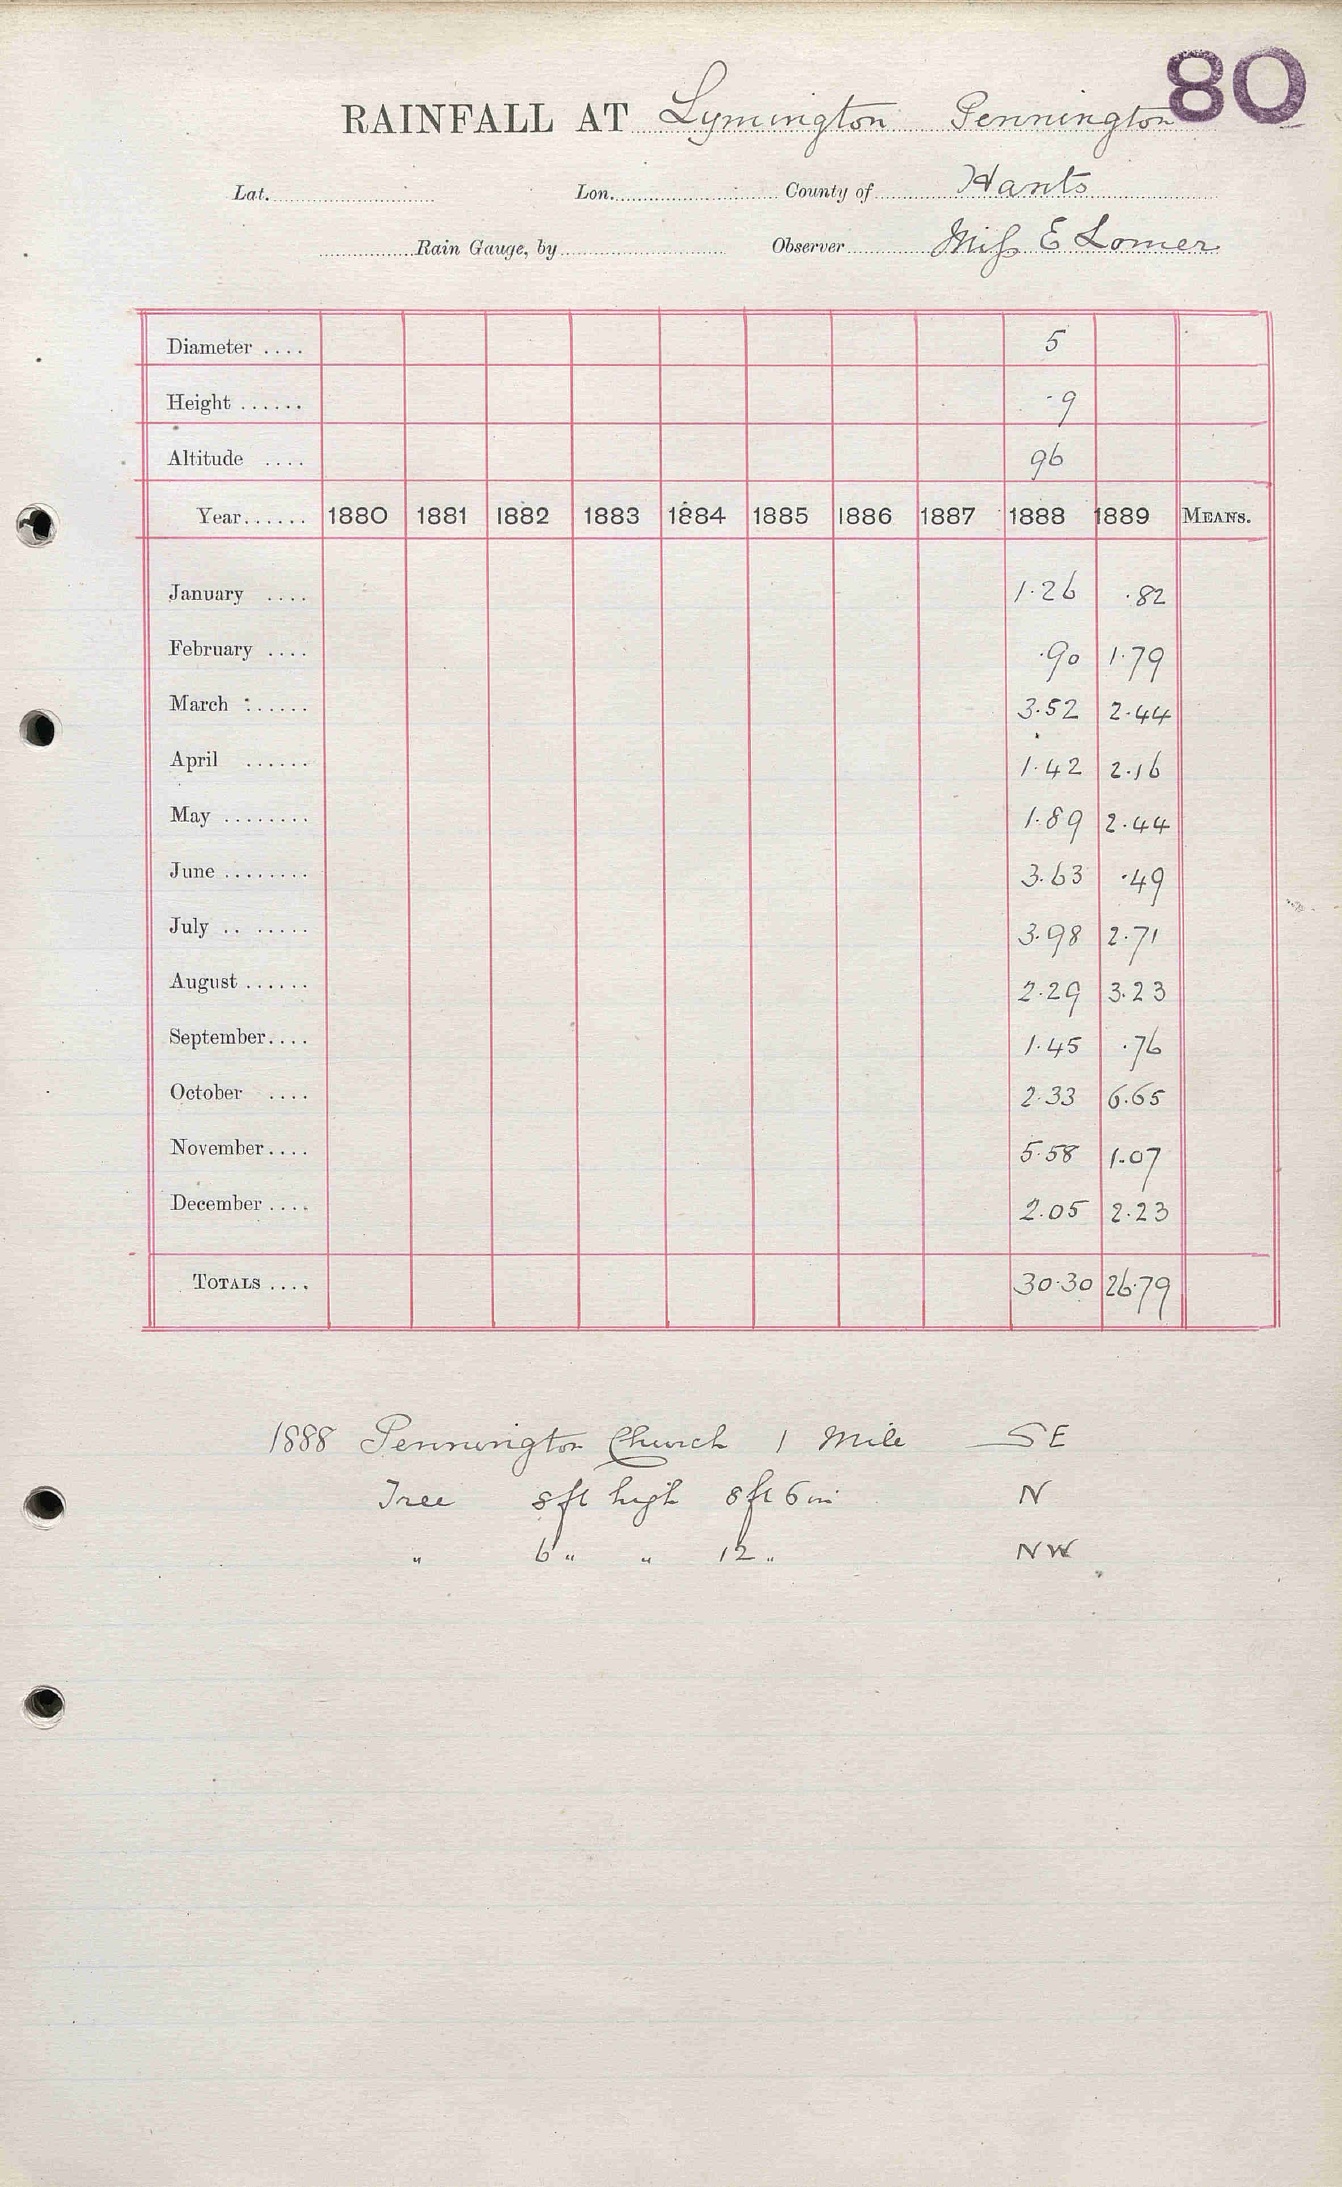 80
RAINFALL AT Lymington Pennington
Lat. Lon. County of Hants
Rain Gauge, by Observer Miss E Lomer
Diameter .... 5
Height ...... ·9
Altitude .... 96
Year...... 1880 1881 1882 1883 1884 1885 1886 1887 1888 1889 MEANS.
January .... 1·26 ·82
February .... ·90 1·79
March ...... 3·52 2·44
April ...... 1·42 2·16
May ........ 1·89 2·44
June ........ 3·63 ·49
July .. ..... 3·98 2·71
August ...... 2·29 3·23
September.... 1·45 ·76
October .... 2·33 6·65
November.... 5·58 1·07
December .... 2·05 2·23
TOTALS .... 30·30 26·79
1888 Pennington Church 1 Mile SE
Tree 8ft high 8ft 6in N
" 6 " " 12 " NW